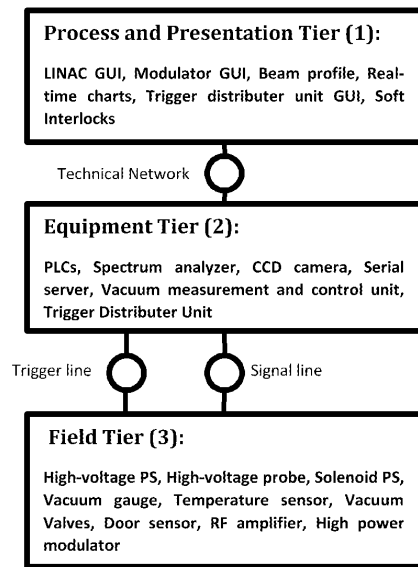 Process and Presentation Tier (1):
LINAC GUI, Modulator GUI, Beam profile, Real-
time charts, Trigger distributer unit GUI, Soft
Interlocks
Technical Network
Equipment Tier (2):
PLCs, Spectrum analyzer, CCD camera, Serial
server, Vacuum measurement and control unit,
Trigger Distributer Unit
Trigger line
Signal line
Field Tier (3):
High-voltage PS, High-voltage probe, Solenoid PS,
Vacuum gauge, Temperature sensor, Vacuum
Valves, Door sensor, RF amplifier, High power
modulator